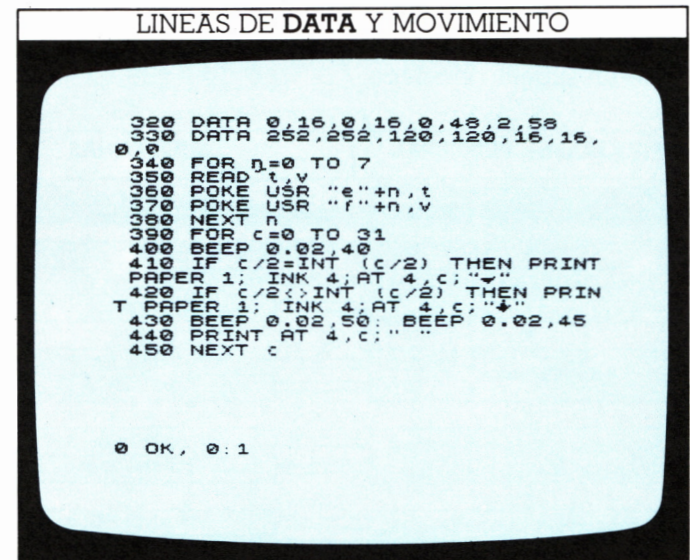 LINEAS DE DATA Y MOVIMIENTO
320 DATA 0,16,0,16,0,48,2,58
330 DATA 252,252,120,120,16,16,
0,0
340 FOR n=0 TO 7
350 READ t,v
360 POKE USR "e"+n,t
370 POKE USR "f"+n,v
380 NEXT n
390 FOR c=0 TO 31
400 BEEP 0.02,40
410 IF c/2=INT (c/2) THEN PRINT
PAPER 1; INK 4;AT 4,c;" "
420 IF c/2<>INT (c/2) THEN PRIN
T PAPER 1; INK 4;AT 4,c;" "
430 BEEP 0.02,50: BEEP 0.02,45
440 PRINT AT 4,c;" "
450 NEXT c
0 OK, 0:1